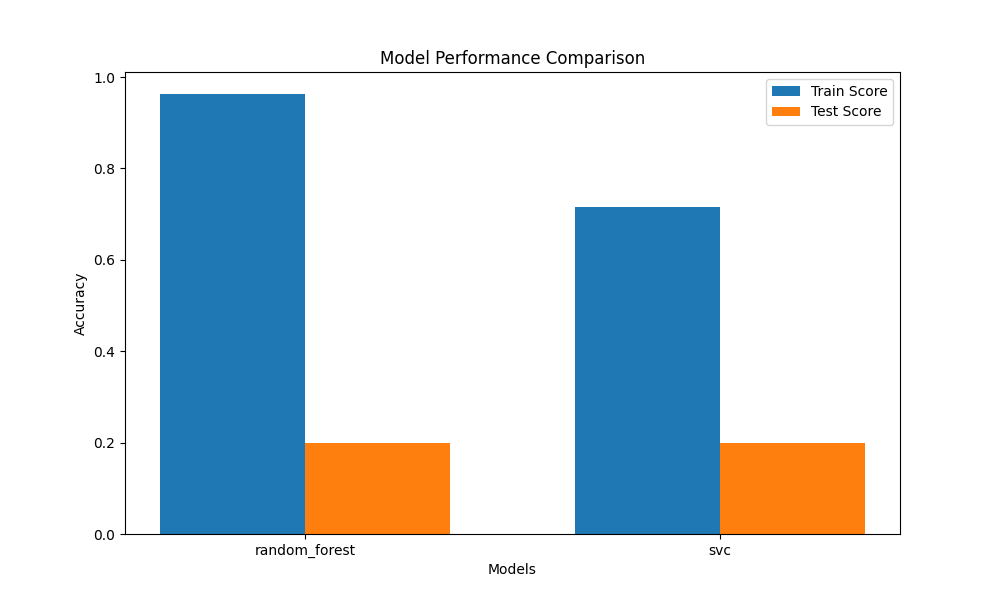 Model Performance Comparison
Train Score
Test Score
1.0
0.8
0.6
0.4
0.2
0.0
Accuracy
random_forest
svc
Models